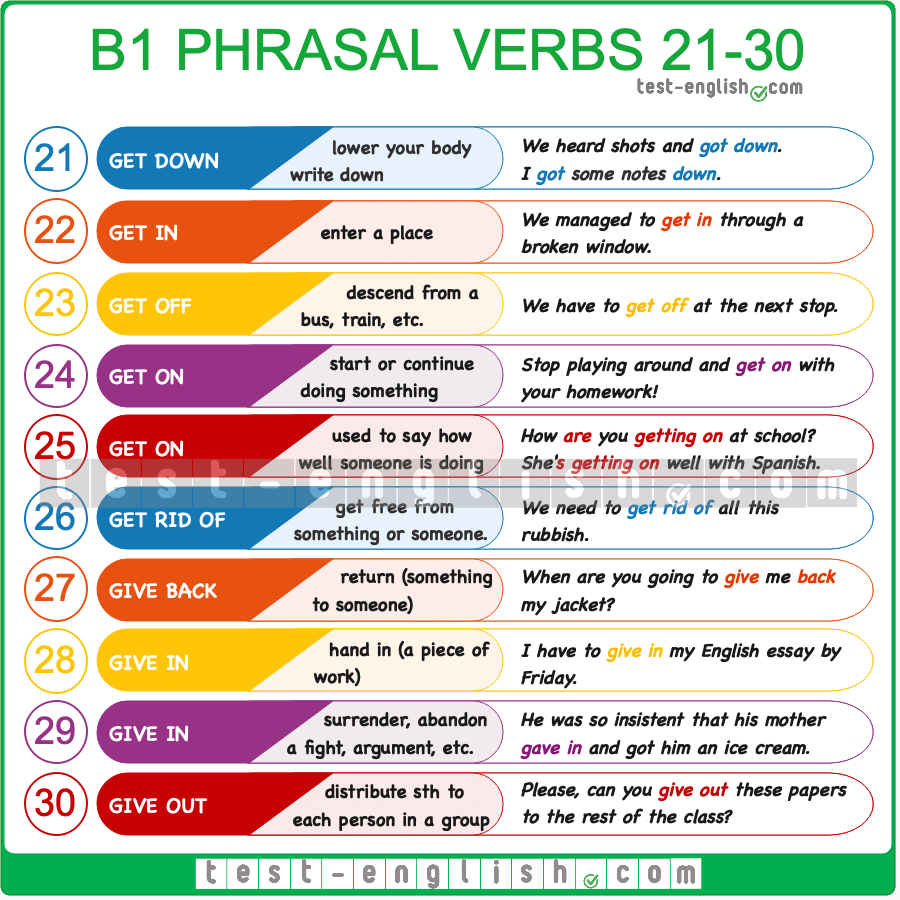 B1 PHRASAL VERBS 21-30
test-english.com
21
GET DOWN
lower your body
write down
We heard shots and got down.
I got some notes down.
22
GET IN
enter a place
We managed to get in through a
broken window.
23
GET OFF
descend from a
bus, train, etc.
We have to get off at the next stop.
24
GET ON
start or continue
doing something
Stop playing around and get on with
your homework!
25
GET ON
used to say how
well someone is doing
How are you getting on at school?
She's getting on well with Spanish.
test-english.com
26
GET RID OF
get free from
something or someone.
We need to get rid of all this
rubbish.
27
GIVE BACK
return (something
to someone)
When are you going to give me back
my jacket?
28
GIVE IN
hand in (a piece of
work)
I have to give in my English essay by
Friday.
29
GIVE IN
surrender, abandon
a fight, argument, etc.
He was so insistent that his mother
gave in and got him an ice cream.
30
GIVE OUT
distribute sth to
each person in a group
Please, can you give out these papers
to the rest of the class?
test-english.com